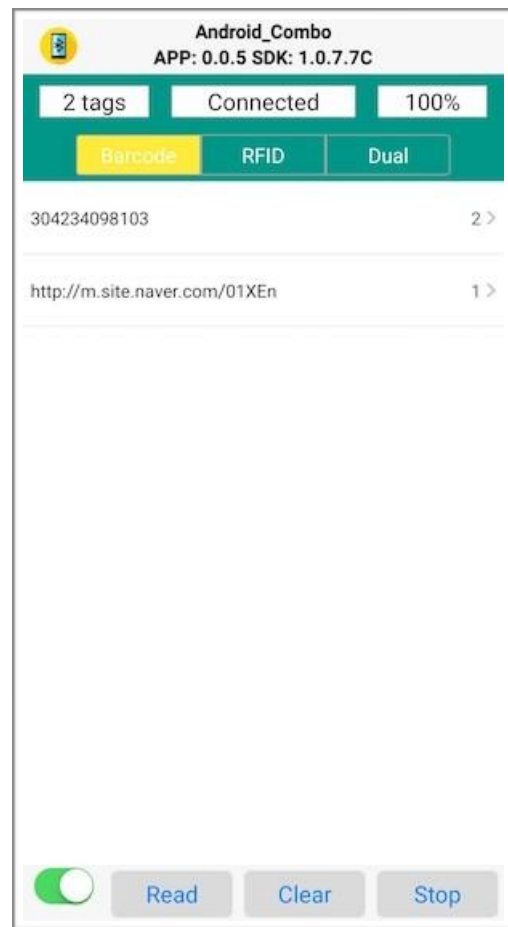 Android_Combo
APP: 0.0.5 SDK: 1.0.7.7C
2 tags Connected 100%
Barcode RFID Dual
304234098103 2 >
http://m.site.naver.com/01XEn 1 >
Read Clear Stop